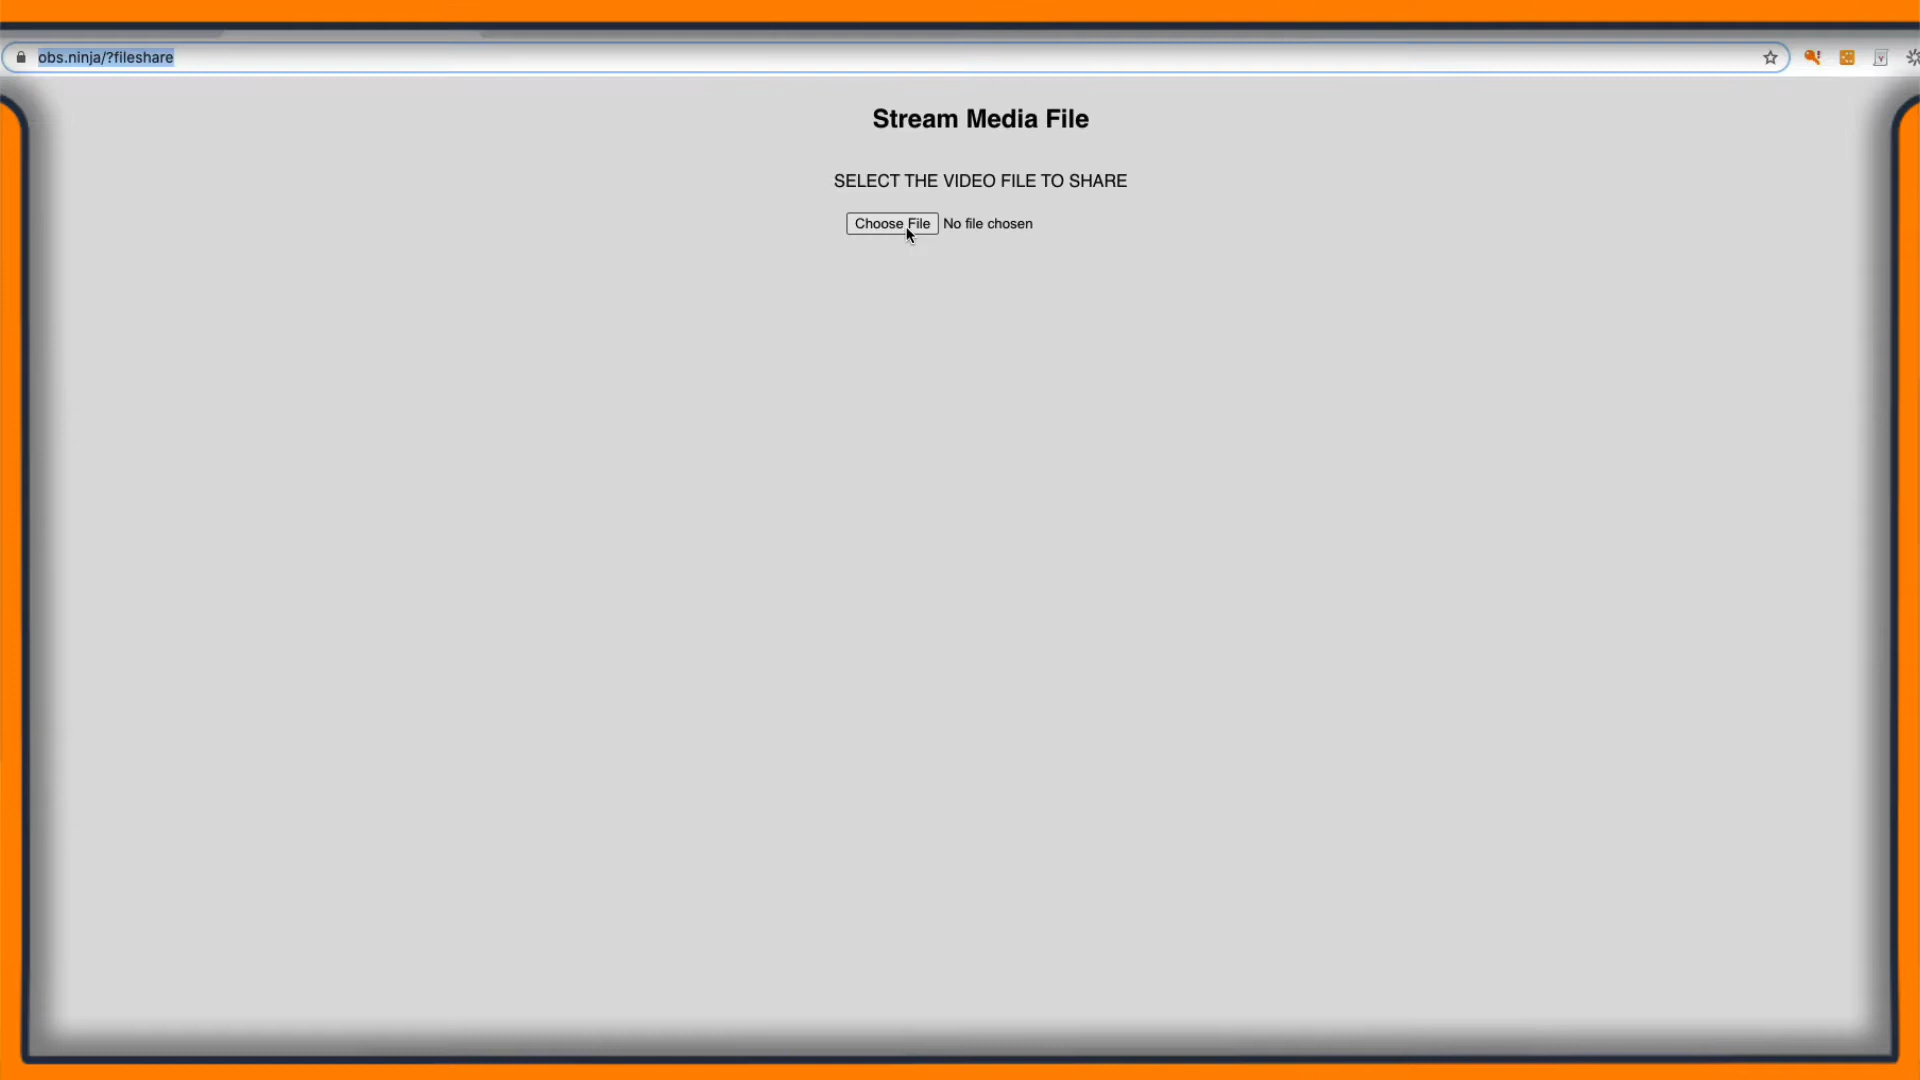 obs.ninja/?fileshare
Stream Media File
SELECT THE VIDEO FILE TO SHARE
Choose File No file chosen